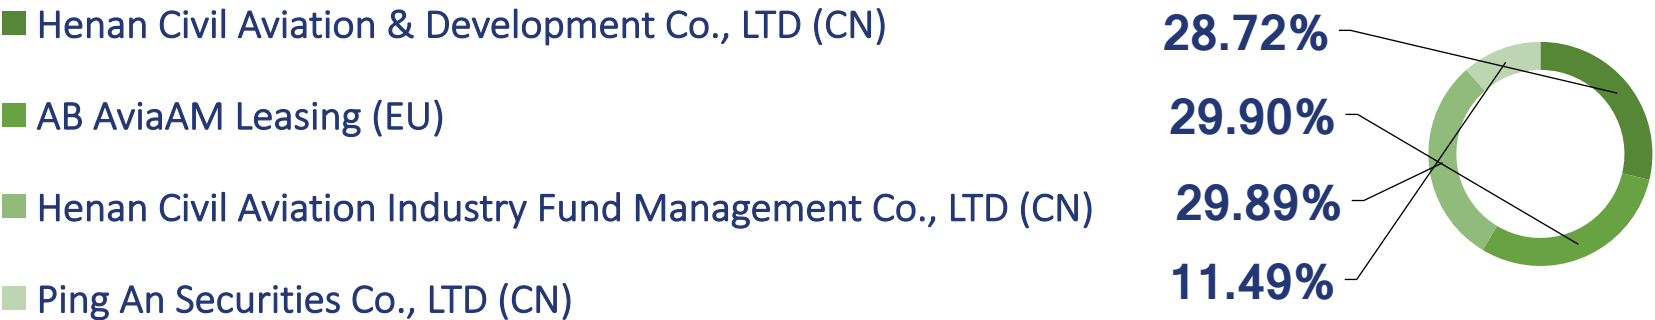 Henan Civil Aviation & Development Co., LTD (CN)
28.72%
AB AviaAM Leasing (EU)
29.90%
Henan Civil Aviation Industry Fund Management Co., LTD (CN)
29.89%
Ping An Securities Co., LTD (CN)
11.49%